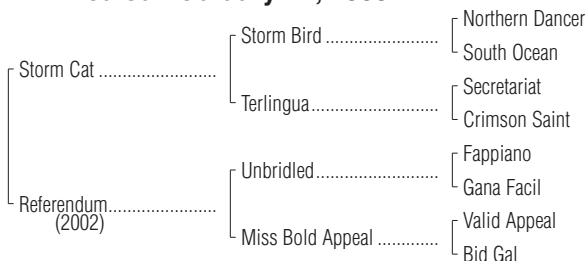 Northern Dancer
Storm Bird ........................
South Ocean
Storm Cat .........................
Secretariat
Terlingua...........................
Crimson Saint
Fappiano
Unbridled...........................
Gana Facil
Referendum.......................
(2002)
Valid Appeal
Miss Bold Appeal .............
Bid Gal